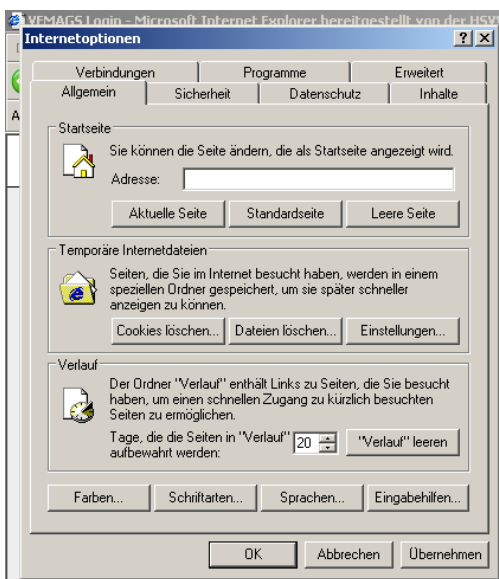 VEMAGS Login - Microsoft Internet Explorer bereitgestellt von der HSV
Internetoptionen
Verbindungen Programme Erweitert
Allgemein Sicherheit Datenschutz Inhalte
Startseite
Sie können die Seite ändern, die als Startseite angezeigt wird.
Adresse:
Aktuelle Seite Standardseite Leere Seite
Temporäre Internetdateien
Seiten, die Sie im Internet besucht haben, werden in einem
speziellen Ordner gespeichert, um sie später schneller
anzeigen zu können.
Cookies löschen... Dateien löschen... Einstellungen...
Verlauf
Der Ordner "Verlauf" enthält Links zu Seiten, die Sie besucht
haben, um einen schnellen Zugang zu kürzlich besuchten
Seiten zu ermöglichen.
Tage, die die Seiten in "Verlauf" 20 "Verlauf" leeren
aufbewahrt werden:
Farben... Schriftarten... Sprachen... Eingabehilfen...
OK Abbrechen Übernehmen